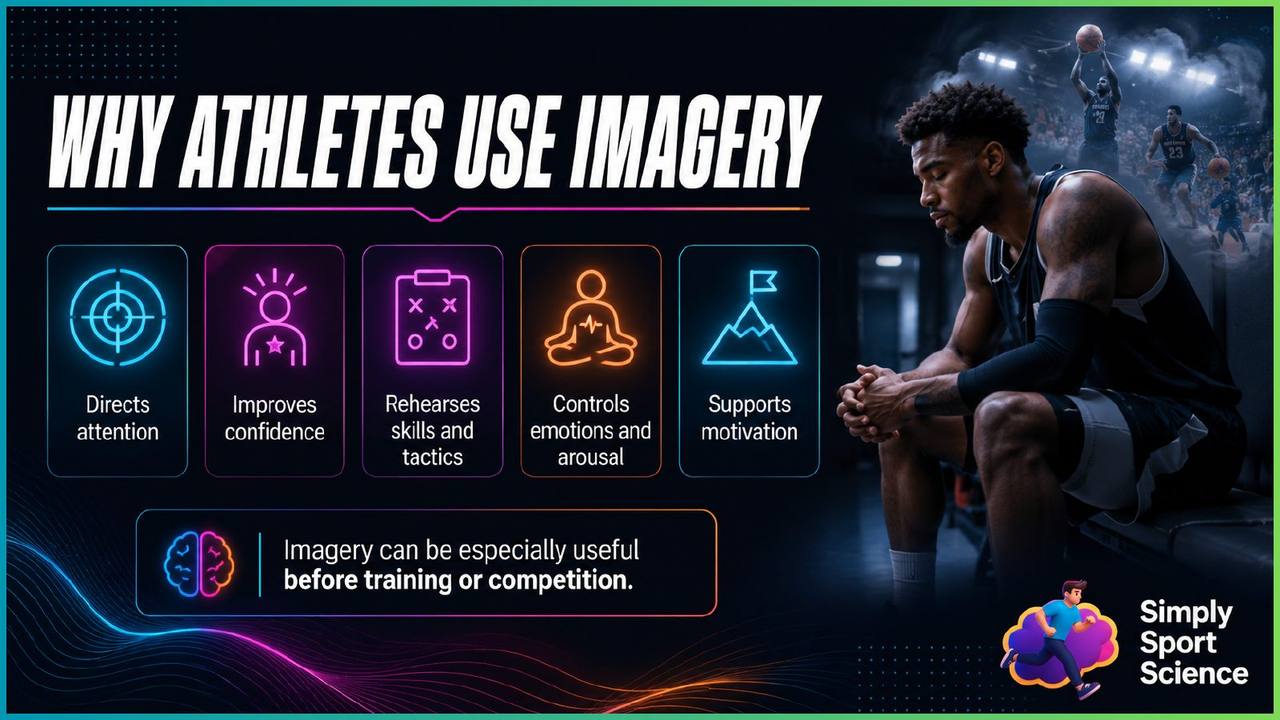 WHY ATHLETES USE IMAGERY
Directs
attention
Improves
confidence
Rehearses
skills and
tactics
Controls
emotions and
arousal
Supports
motivation
Imagery can be especially useful
before training or competition.
23
Simply
Sport
Science